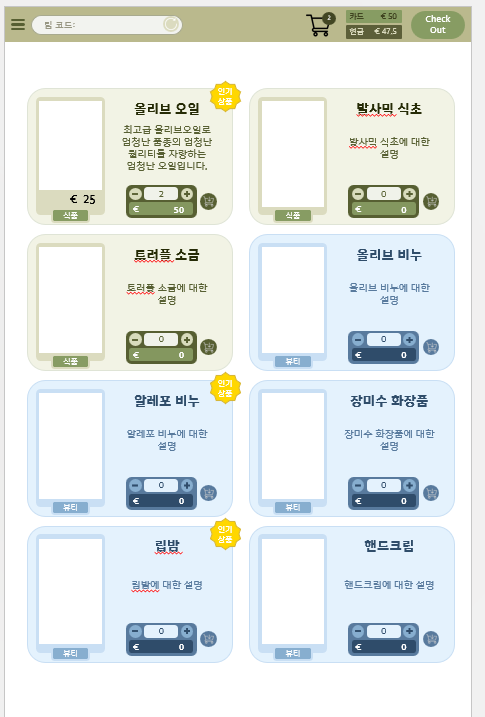 팀 코드:
2
카드 € 50
현금 € 47.5
Check
Out
인기
상품
올리브 오일
최고급 올리브오일로
엄청난 품종의 엄청난
퀄리티를 자랑하는
엄청난 오일입니다.
€ 25
식품
2
€ 50
발사믹 식초
발사믹 식초에 대한
설명
식품
0
€ 0
트러플 소금
트러플 소금에 대한
설명
식품
0
€ 0
올리브 비누
올리브 비누에 대한
설명
뷰티
0
€ 0
인기
상품
알레포 비누
알레포 비누에 대한
설명
뷰티
0
€ 0
장미수 화장품
장미수 화장품에 대한
설명
뷰티
0
€ 0
인기
상품
립밤
립밤에 대한 설명
뷰티
0
€ 0
핸드크림
핸드크림에 대한 설명
뷰티
0
€ 0